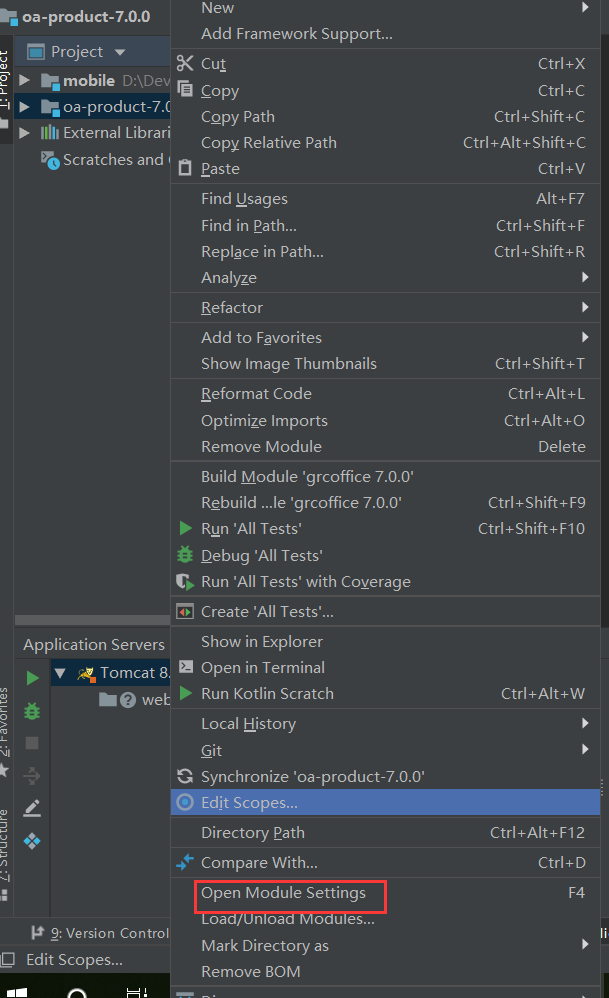 oa-product-7.0.0
Project
1: Project
mobile D:\Dev
oa-product-7.0
External Librari
Scratches and
New
Add Framework Support...
Cut Ctrl+X
Copy Ctrl+C
Copy Path Ctrl+Shift+C
Copy Relative Path Ctrl+Alt+Shift+C
Paste Ctrl+V
Find Usages Alt+F7
Find in Path... Ctrl+Shift+F
Replace in Path... Ctrl+Shift+R
Analyze
Refactor
Add to Favorites
Show Image Thumbnails Ctrl+Shift+T
Reformat Code Ctrl+Alt+L
Optimize Imports Ctrl+Alt+O
Remove Module Delete
Build Module 'grcoffice 7.0.0'
Rebuild ...le 'grcoffice 7.0.0' Ctrl+Shift+F9
Run 'All Tests' Ctrl+Shift+F10
Debug 'All Tests'
Run 'All Tests' with Coverage
Create 'All Tests'...
Show in Explorer
Open in Terminal
Run Kotlin Scratch Ctrl+Alt+W
Local History
Git
Synchronize 'oa-product-7.0.0'
Edit Scopes...
Directory Path Ctrl+Alt+F12
Compare With... Ctrl+D
Open Module Settings F4
Load/Unload Modules...
Mark Directory as
Remove BOM
Application Servers
Tomcat 8.
web
2: Favorites
7: Structure
9: Version Control
Edit Scopes...